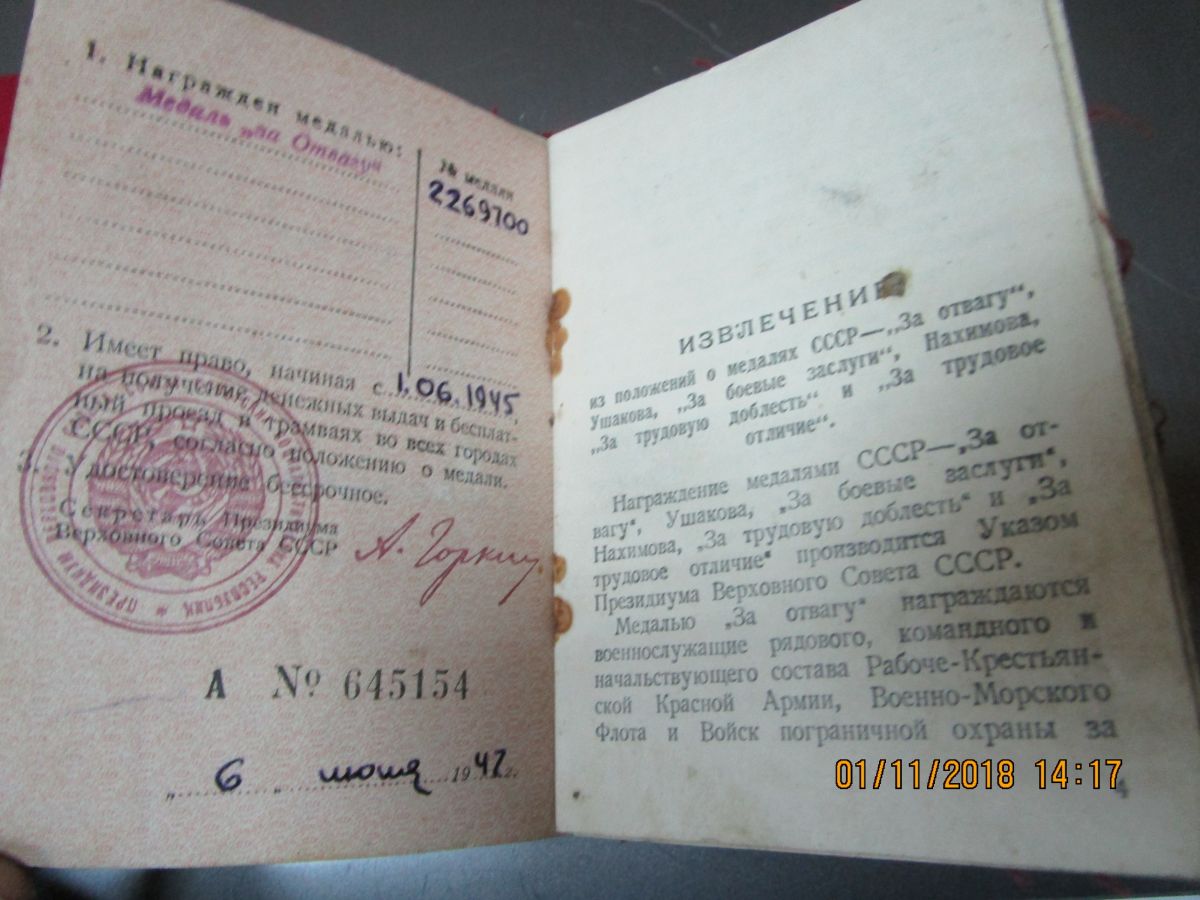 1. Награжден медалью:
Медаль „за Отвагу“
№ медали
2269700
2. Имеет право, начиная с 1.06.1945,
на получение денежных выдач и бесплат-
ный проезд в трамваях во всех городах
СССР, согласно положению о медали.
3. Удостоверение бессрочное.
Секретарь Президиума
Верховного Совета СССР
А. Горкин
А № 645154
„ 6 „ июня 1947 г.
ИЗВЛЕЧЕНИЕ
из положений о медалях СССР—„За отвагу“,
Ушакова, „За боевые заслуги“, Нахимова,
„За трудовую доблесть“ и „За трудовое
отличие“.
Награждение медалями СССР—„За от-
вагу“, Ушакова, „За боевые заслуги“,
Нахимова, „За трудовую доблесть“ и „За
трудовое отличие“ производится Указом
Президиума Верховного Совета СССР.
Медалью „За отвагу“ награждаются
военнослужащие рядового, командного и
начальствующего состава Рабоче-Крестьян-
ской Красной Армии, Военно-Морского
Флота и Войск пограничной охраны за
01/11/2018 14:17